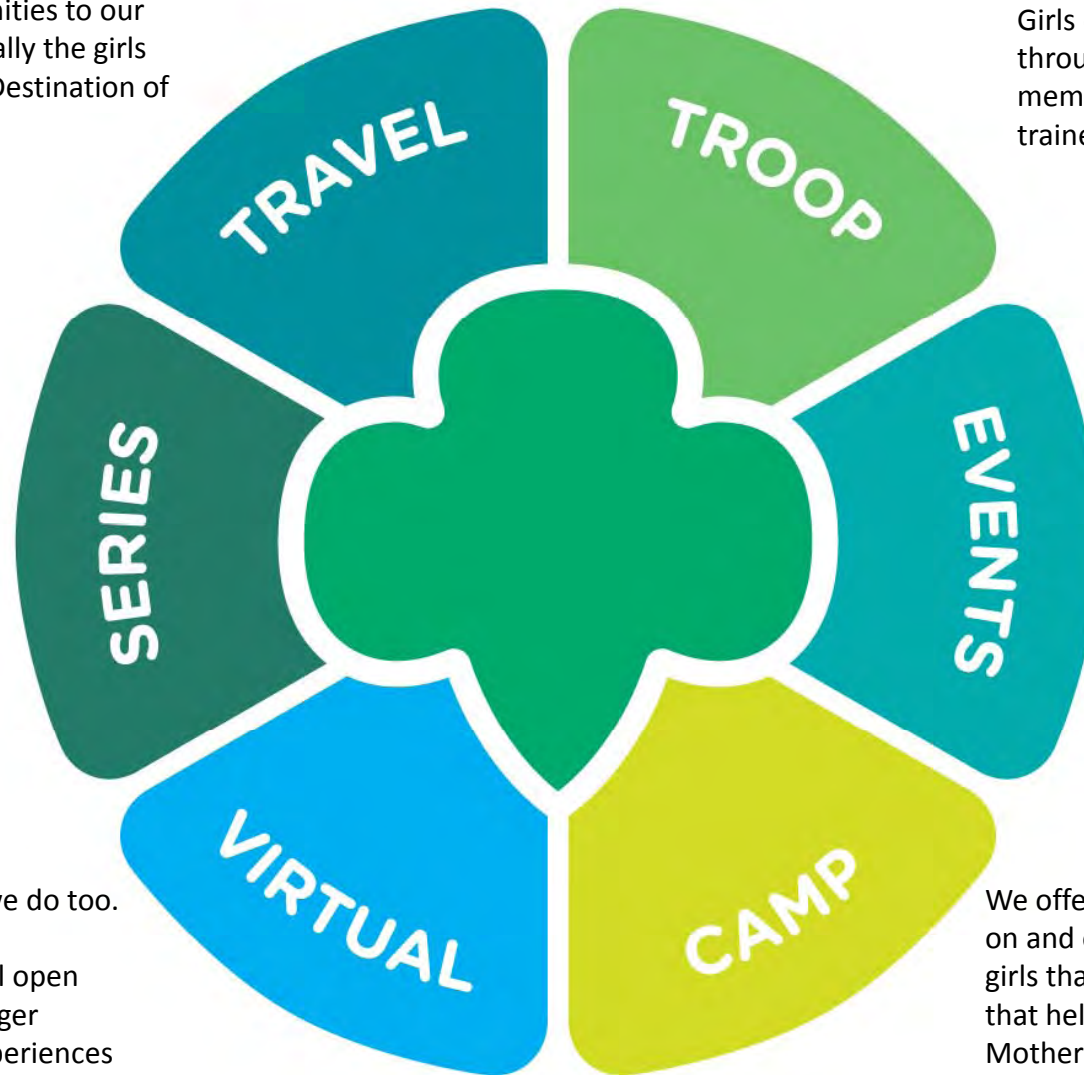 nities to our
ally the girls
Destination of
Girls
throu
mem
traine
TRAVEL
TROOP
SERIES
EVENTS
VIRTUAL
CAMP
ve do too.
l open
ger
periences
We offe
on and
girls tha
that hel
Mother